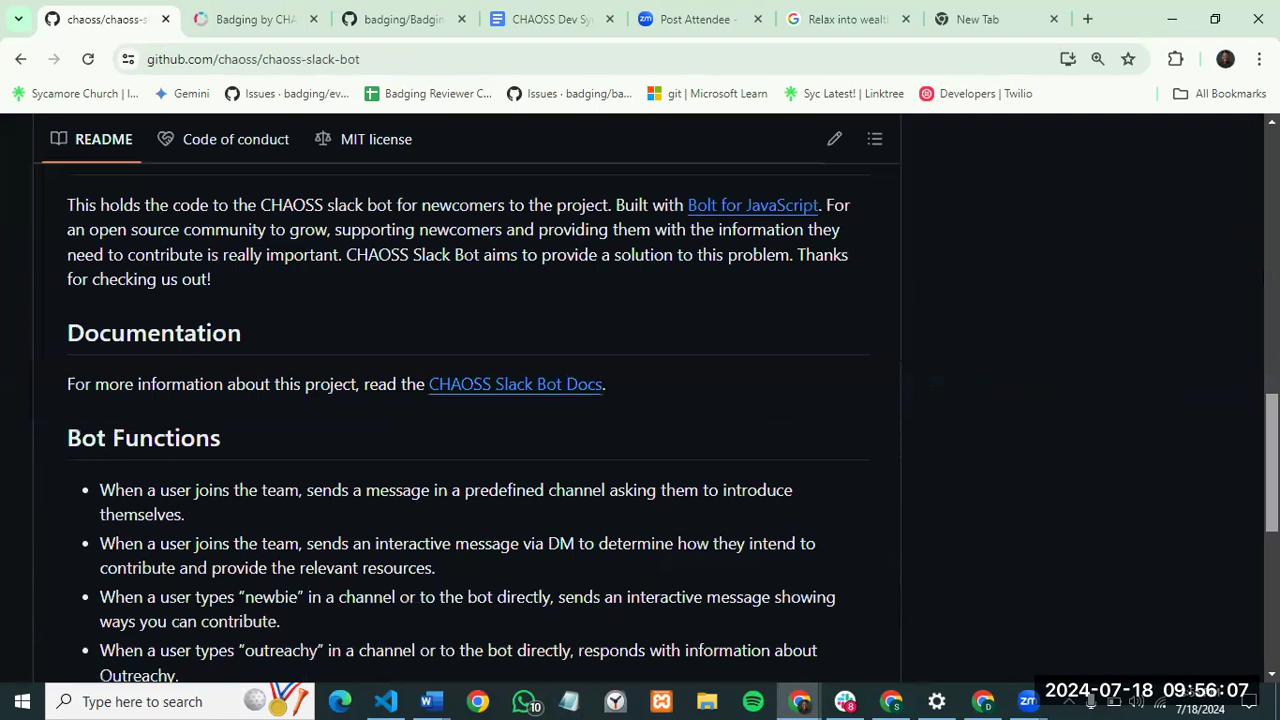 chaoss/chaoss-s
Badging by CHA
badging/Badgin
CHAOSS Dev Sy
Post Attendee -
Relax into wealt
New Tab
github.com/chaoss/chaoss-slack-bot
Sycamore Church | l...
Gemini
Issues · badging/ev...
Badging Reviewer C...
Issues · badging/ba...
git | Microsoft Learn
Syc Latest! | Linktree
Developers | Twilio
All Bookmarks
README
Code of conduct
MIT license
This holds the code to the CHAOSS slack bot for newcomers to the project. Built with Bolt for JavaScript. For
an open source community to grow, supporting newcomers and providing them with the information they
need to contribute is really important. CHAOSS Slack Bot aims to provide a solution to this problem. Thanks
for checking us out!
Documentation
For more information about this project, read the CHAOSS Slack Bot Docs.
Bot Functions
• When a user joins the team, sends a message in a predefined channel asking them to introduce
themselves.
• When a user joins the team, sends an interactive message via DM to determine how they intend to
contribute and provide the relevant resources.
• When a user types “newbie” in a channel or to the bot directly, sends an interactive message showing
ways you can contribute.
• When a user types “outreachy” in a channel or to the bot directly, responds with information about
Outreachy.
Type here to search
10
8
2024-07-18 09:56:07
7/18/2024